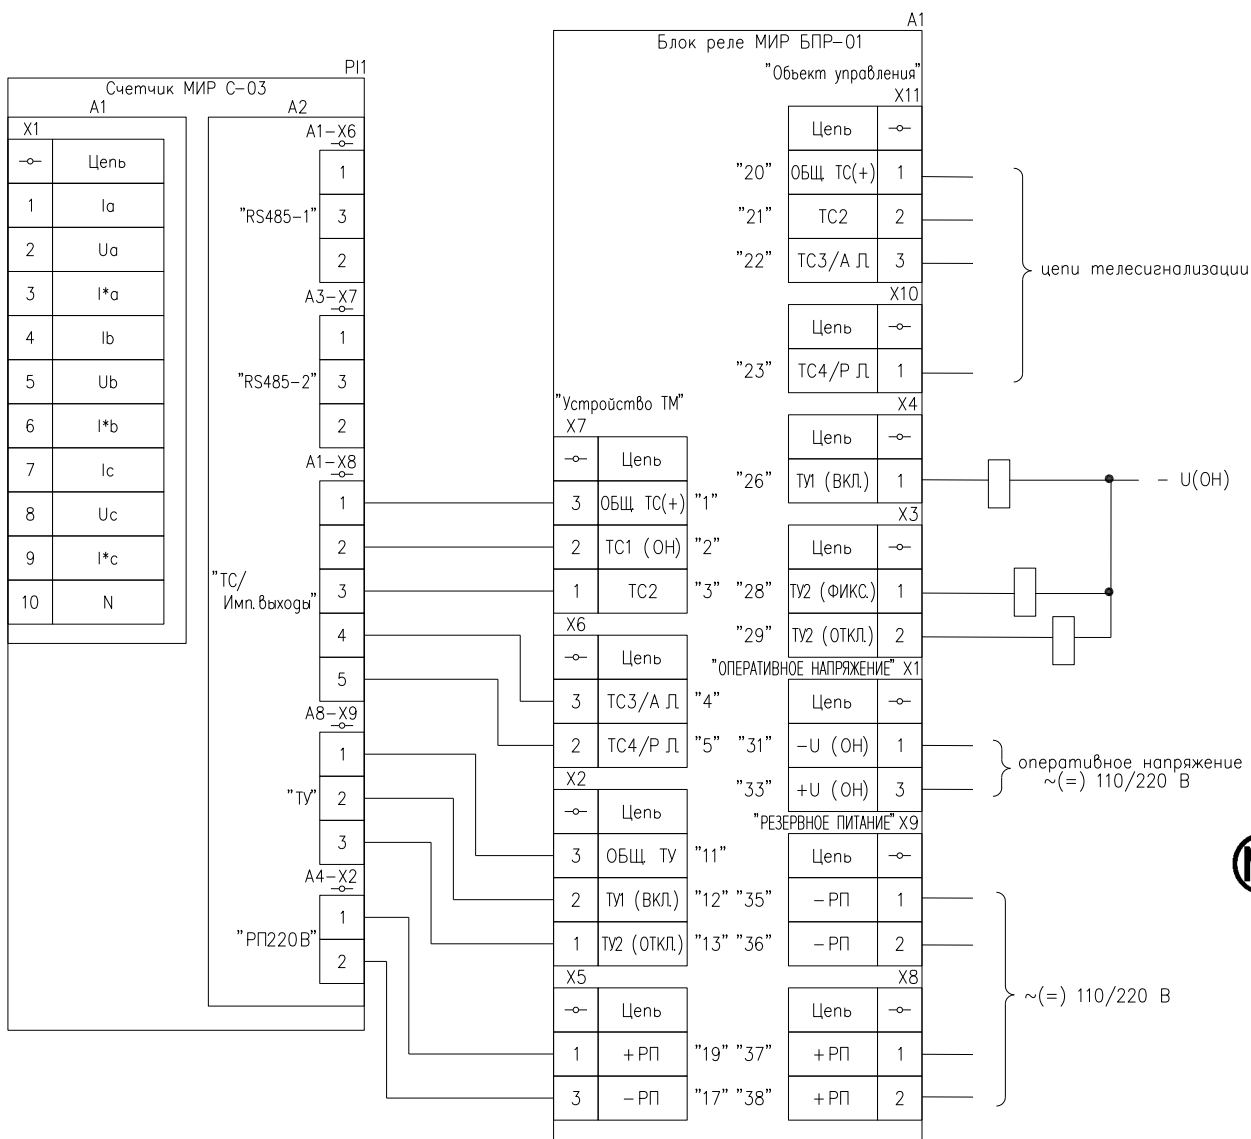 A1
Блок реле МИР БПР-01
PI1
Счетчик МИР С-03
A1
A2
X1
Цепь
1 Ia
2 Ua
3 I*a
4 Ib
5 Ub
6 I*b
7 Ic
8 Uc
9 I*c
10 N
A1-X6
"RS485-1"
1
3
2
A3-X7
"RS485-2"
1
3
2
A1-X8
"ТС/
Имп.выходы"
1
2
3
4
5
A8-X9
"ТУ"
1
2
3
A4-X2
"РП220В"
1
2
"Устройство ТМ"
X7
Цепь
3 ОБЩ. ТС(+) "1"
2 ТС1 (ОН) "2"
1 ТС2 "3"
X6
Цепь
3 ТС3/А Л "4"
2 ТС4/Р Л "5"
X2
Цепь
3 ОБЩ. ТУ "11"
2 ТУ1 (ВКЛ.) "12"
1 ТУ2 (ОТКЛ.) "13"
X5
Цепь
1 +РП "19"
3 -РП "17"
"Объект управления"
X11
Цепь
"20" ОБЩ. ТС(+) 1
"21" ТС2 2
"22" ТС3/А Л 3
X10
Цепь
"23" ТС4/Р Л 1
цепи телесигнализации
X4
Цепь
"26" ТУ1 (ВКЛ.) 1
- U(ОН)
X3
Цепь
"28" ТУ2 (ФИКС.) 1
"29" ТУ2 (ОТКЛ.) 2
"ОПЕРАТИВНОЕ НАПРЯЖЕНИЕ" X1
Цепь
"31" -U (ОН) 1
"33" +U (ОН) 3
оперативное напряжение
~(=) 110/220 В
"РЕЗЕРВНОЕ ПИТАНИЕ" X9
Цепь
"35" -РП 1
"36" -РП 2
X8
Цепь
"37" +РП 1
"38" +РП 2
~(=) 110/220 В